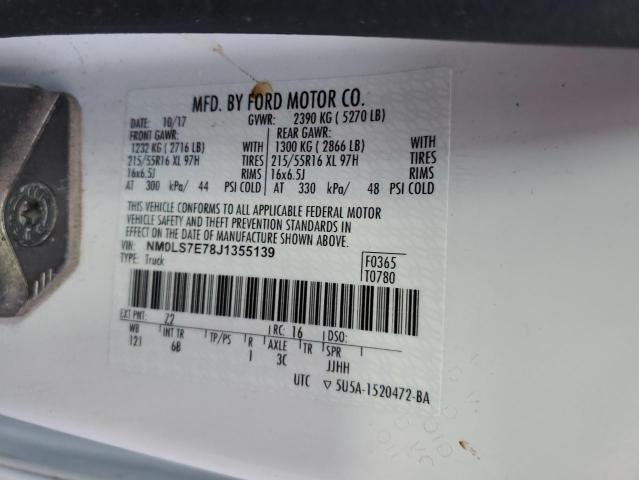 MFD. BY FORD MOTOR CO.
DATE: 10/17 GVWR: 2390 KG ( 5270 LB)
FRONT GAWR: REAR GAWR:
1232 KG ( 2716 LB) WITH 1300 KG ( 2866 LB) WITH
215/55R16 XL 97H TIRES 215/55R16 XL 97H TIRES
16x6.5J RIMS 16x6.5J RIMS
AT 300 kPa/ 44 PSI COLD AT 330 kPa/ 48 PSI COLD
THIS VEHICLE CONFORMS TO ALL APPLICABLE FEDERAL MOTOR
VEHICLE SAFETY AND THEFT PREVENTION STANDARDS IN
EFFECT ON THE DATE OF MANUFACTURE SHOWN ABOVE.
VIN: NM0LS7E78J1355139 F0365
TYPE: Truck T0780
EXT PNT: Z2 RC: 16 DSO:
WB INT TR TP/PS R AXLE TR SPR
121 6B I 3C JJHH
UTC ▽ 5U5A-1520472-BA